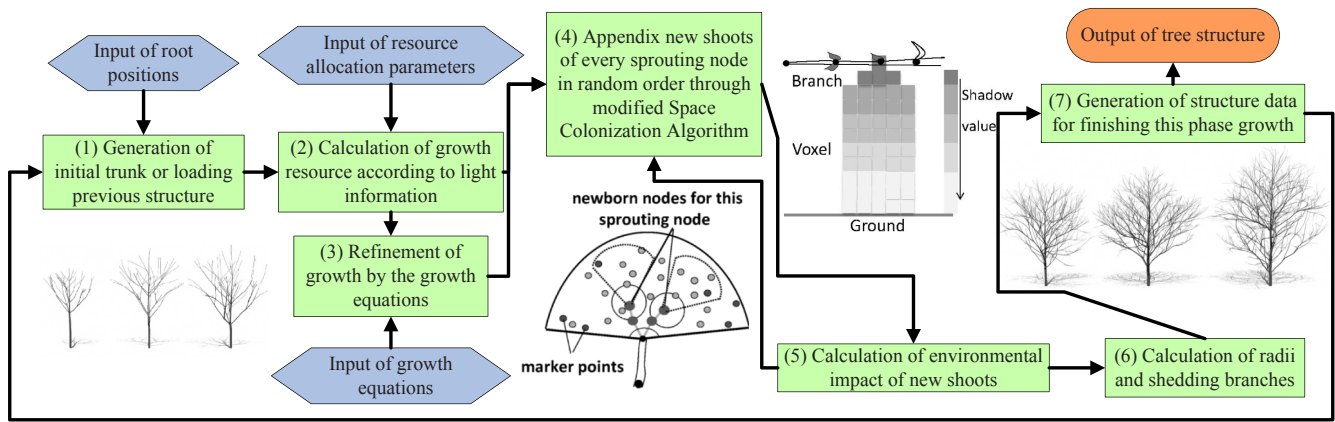 Input of root
positions
(1) Generation of
initial trunk or loading
previous structure
Input of resource
allocation parameters
(2) Calculation of growth
resource according to light
information
(3) Refinement of
growth by the growth
equations
Input of growth
equations
(4) Appendix new shoots
of every sprouting node
in random order through
modified Space
Colonization Algorithm
newborn nodes for this
sprouting node
marker points
Branch
Voxel
Shadow
value
Ground
(5) Calculation of environmental
impact of new shoots
(6) Calculation of radii
and shedding branches
(7) Generation of structure data
for finishing this phase growth
Output of tree structure